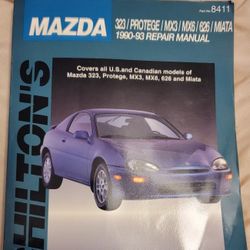 Part No. 8411
MAZDA
323 / PROTEGE / MX3 / MX6 / 626 / MIATA
1990-93 REPAIR MANUAL
Covers all U.S. and Canadian models of
Mazda 323, Protege, MX3, MX6, 626 and Miata
CHILTON'S